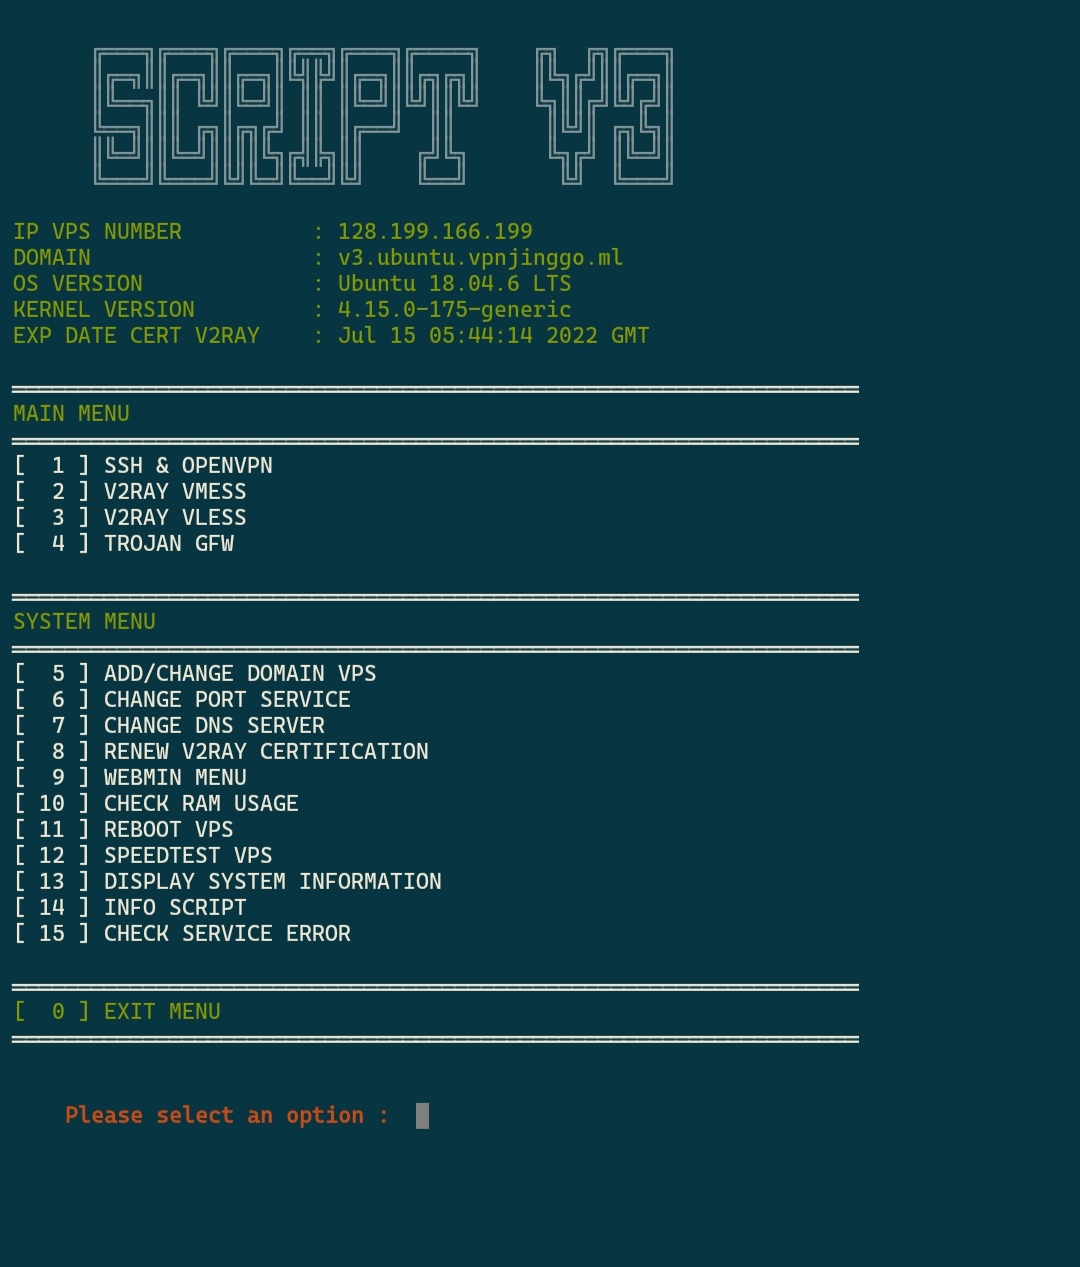 SCRIPT V3
IP VPS NUMBER : 128.199.166.199
DOMAIN : v3.ubuntu.vpnjinggo.ml
OS VERSION : Ubuntu 18.04.6 LTS
KERNEL VERSION : 4.15.0-175-generic
EXP DATE CERT V2RAY : Jul 15 05:44:14 2022 GMT
MAIN MENU
[ 1 ] SSH & OPENVPN
[ 2 ] V2RAY VMESS
[ 3 ] V2RAY VLESS
[ 4 ] TROJAN GFW
SYSTEM MENU
[ 5 ] ADD/CHANGE DOMAIN VPS
[ 6 ] CHANGE PORT SERVICE
[ 7 ] CHANGE DNS SERVER
[ 8 ] RENEW V2RAY CERTIFICATION
[ 9 ] WEBMIN MENU
[ 10 ] CHECK RAM USAGE
[ 11 ] REBOOT VPS
[ 12 ] SPEEDTEST VPS
[ 13 ] DISPLAY SYSTEM INFORMATION
[ 14 ] INFO SCRIPT
[ 15 ] CHECK SERVICE ERROR
[ 0 ] EXIT MENU
Please select an option :